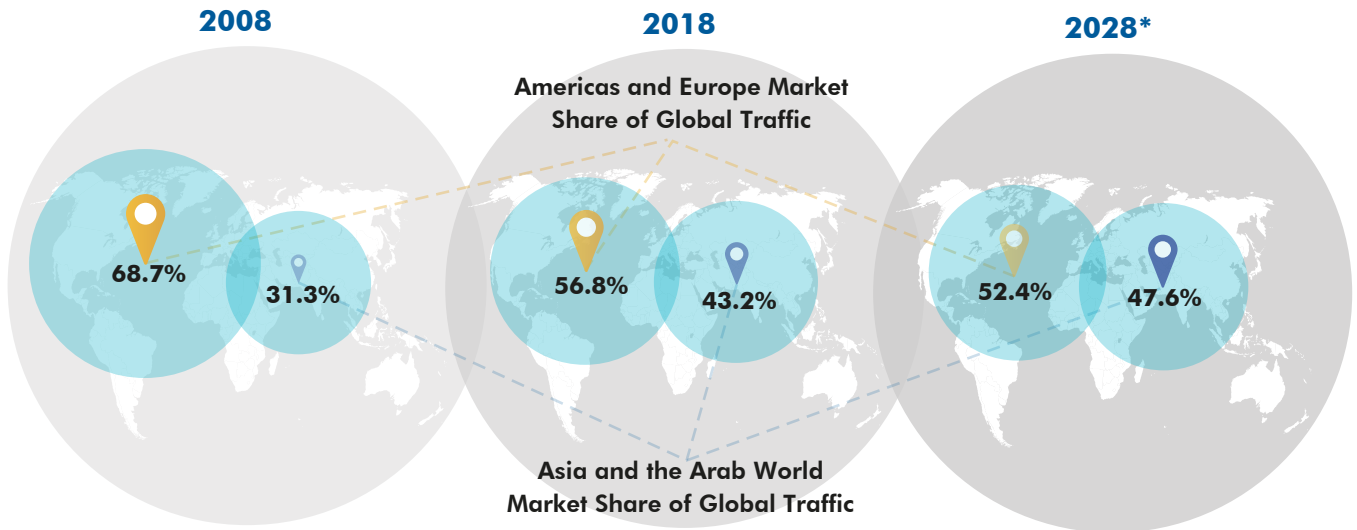 2008
2018
2028*
Americas and Europe Market
Share of Global Traffic
68.7%
31.3%
56.8%
43.2%
52.4%
47.6%
Asia and the Arab World
Market Share of Global Traffic